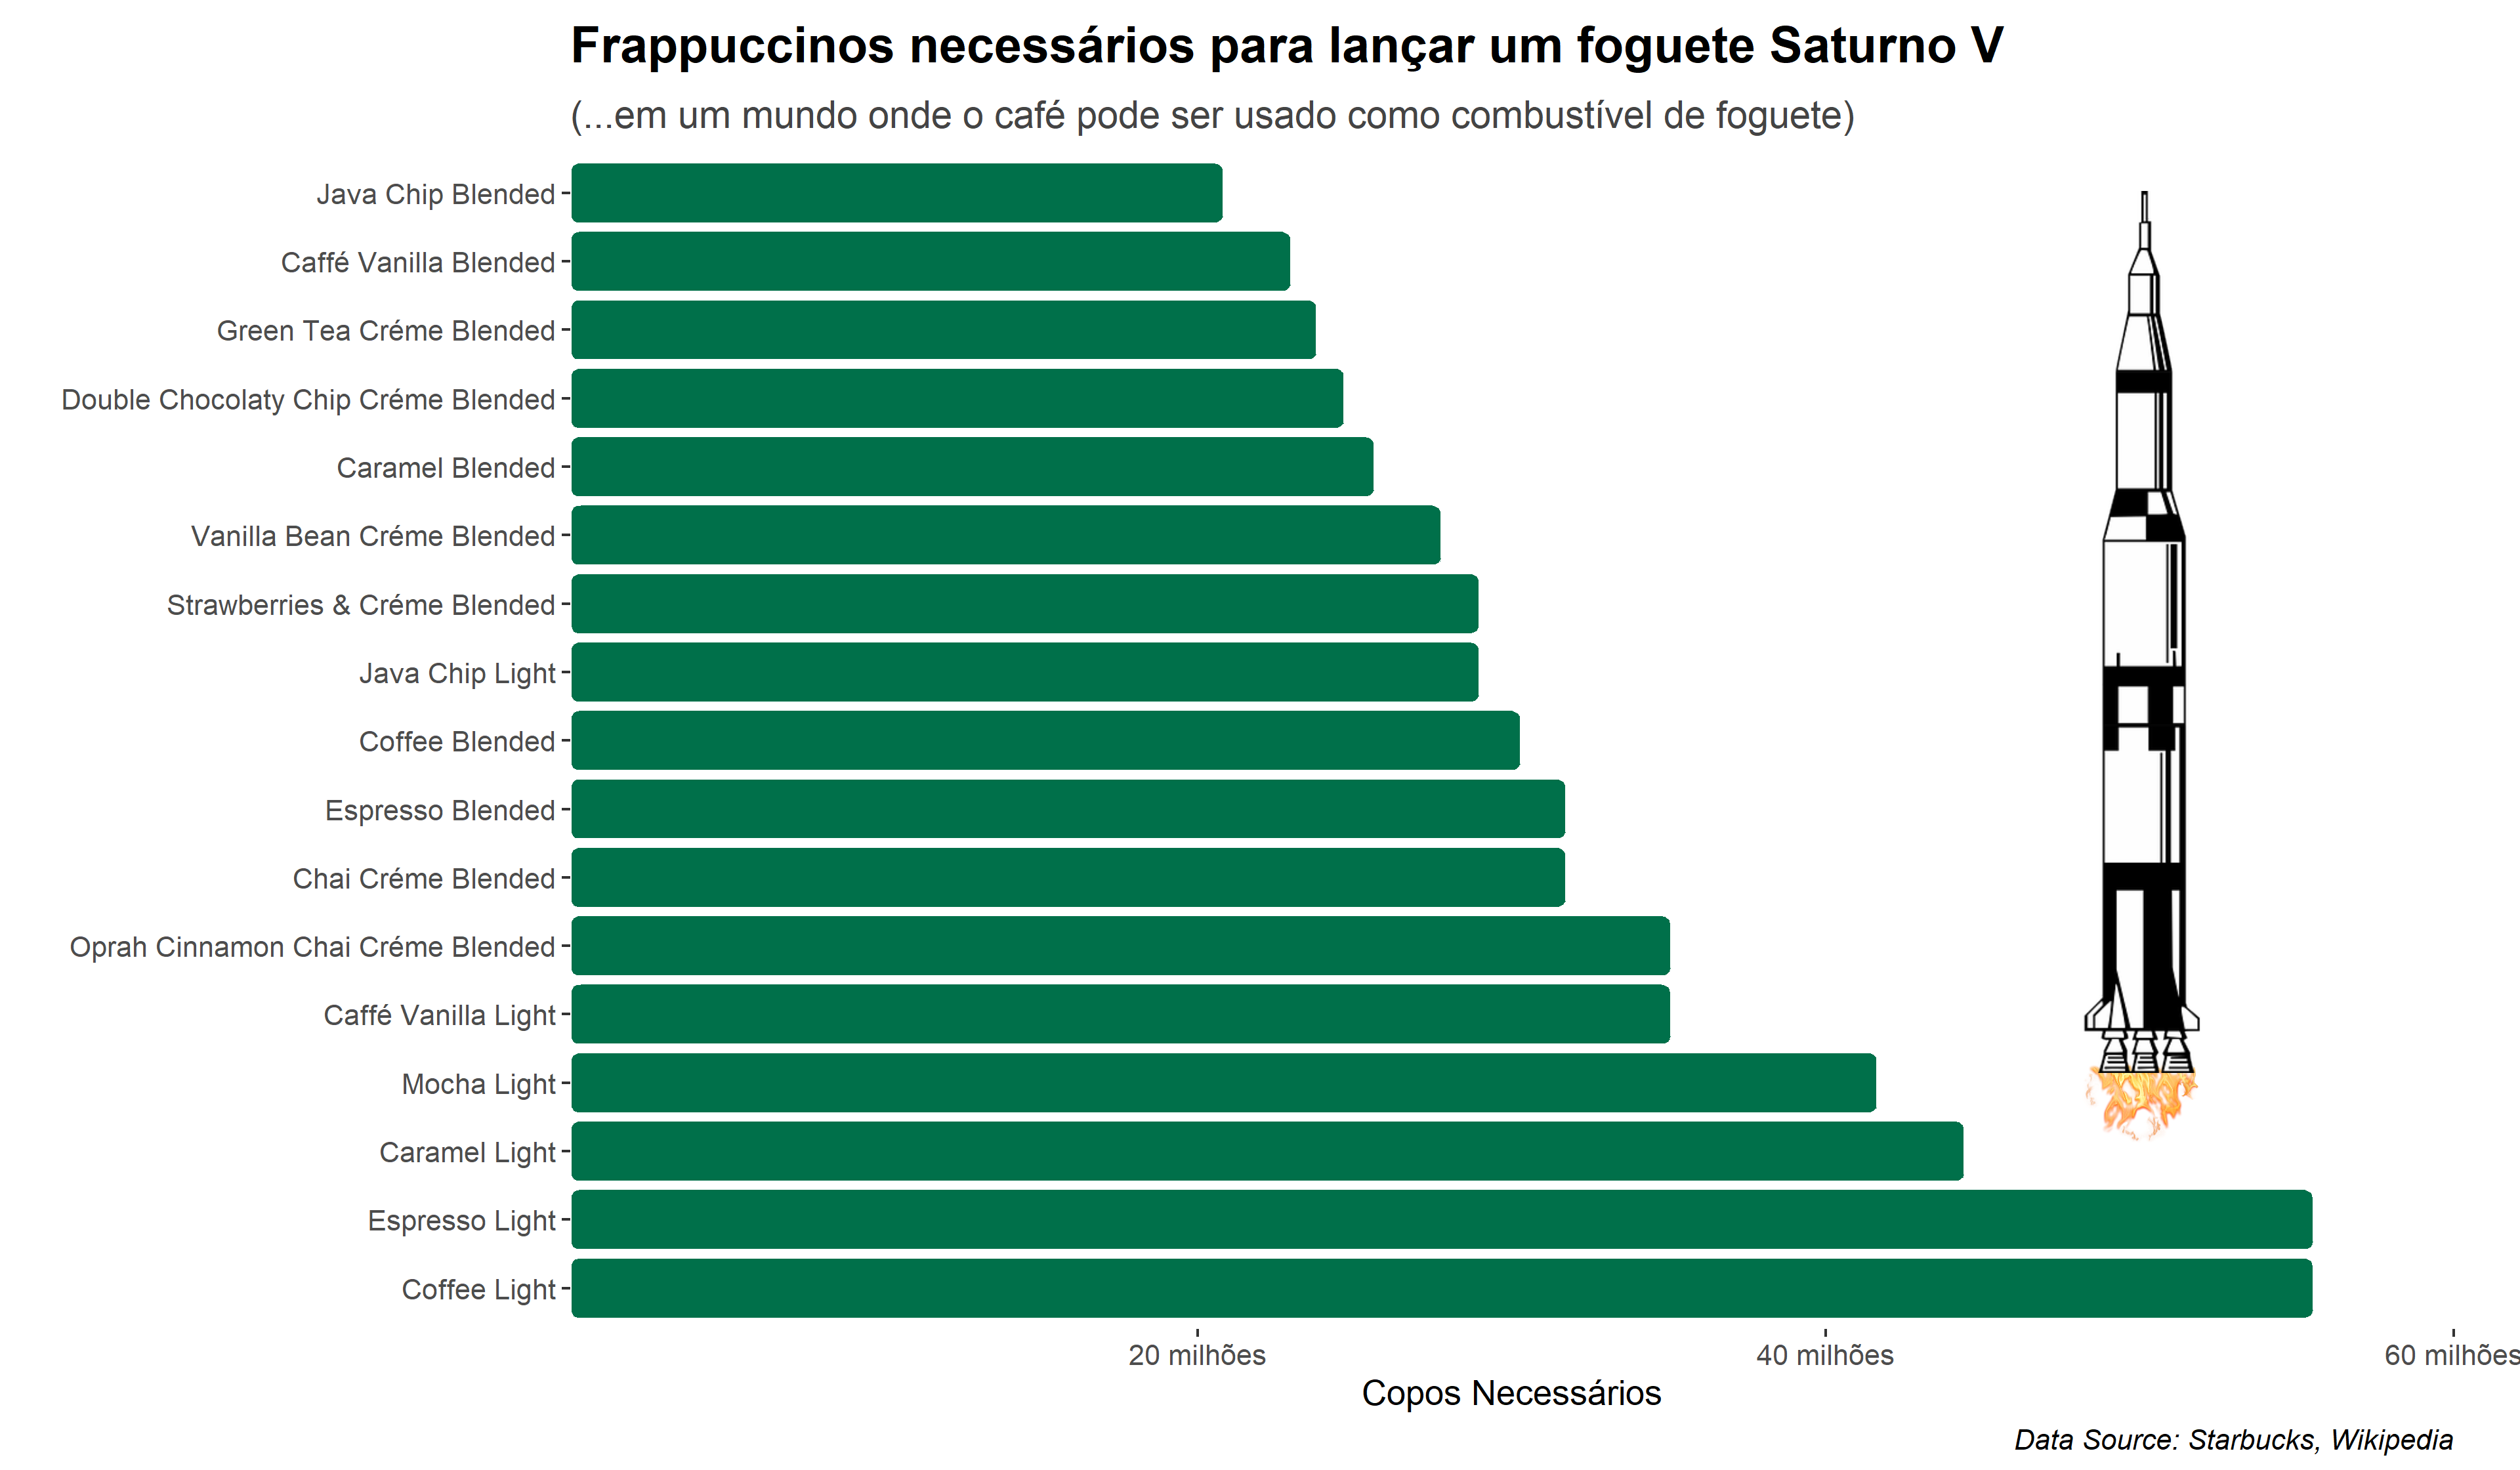 Frappuccinos necessários para lançar um foguete Saturno V
(...em um mundo onde o café pode ser usado como combustível de foguete)
Java Chip Blended
Caffé Vanilla Blended
Green Tea Créme Blended
Double Chocolaty Chip Créme Blended
Caramel Blended
Vanilla Bean Créme Blended
Strawberries & Créme Blended
Java Chip Light
Coffee Blended
Espresso Blended
Chai Créme Blended
Oprah Cinnamon Chai Créme Blended
Caffé Vanilla Light
Mocha Light
Caramel Light
Espresso Light
Coffee Light
20 milhões 40 milhões 60 milhões
Copos Necessários
Data Source: Starbucks, Wikipedia